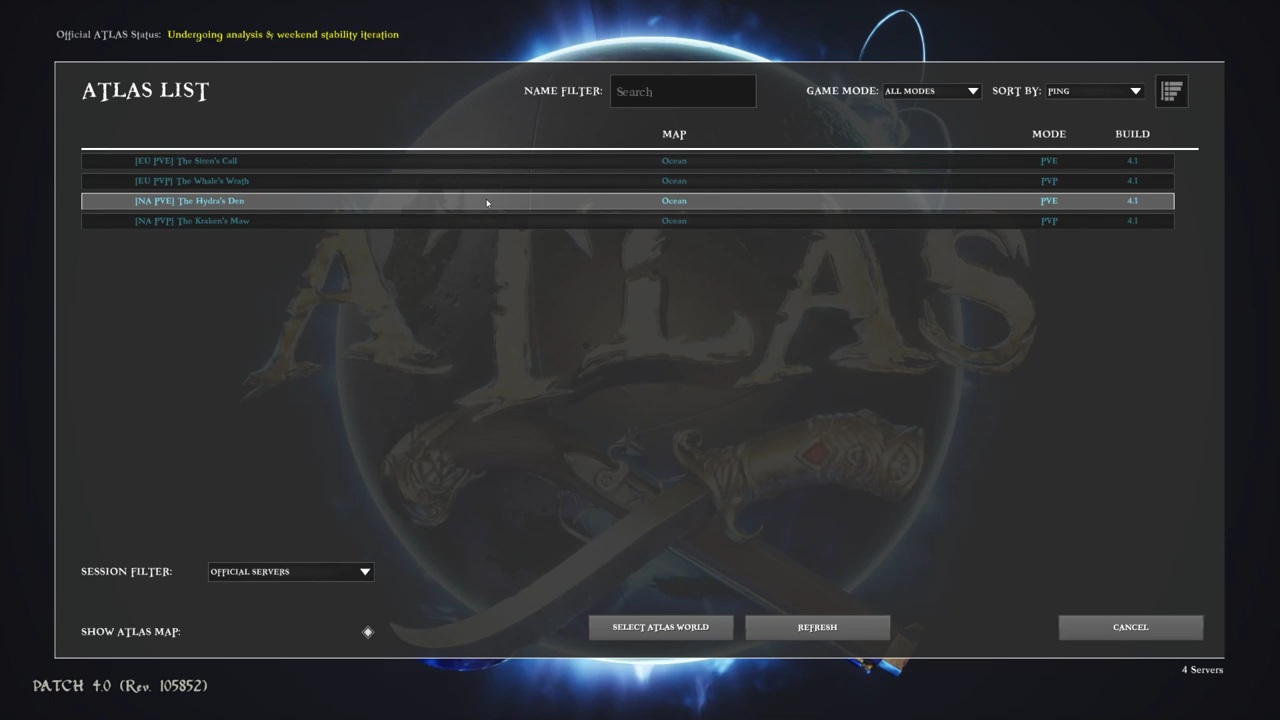 Official ATLAS Status: Undergoing analysis & weekend stability iteration
ATLAS LIST
NAME FILTER: Search
GAME MODE: ALL MODES
SORT BY: PING
MAP MODE BUILD
[EU PVE] The Siren's Call Ocean PVE 4.1
[EU PVP] The Whale's Wrath Ocean PVP 4.1
[NA PVE] The Hydra's Den Ocean PVE 4.1
[NA PVP] The Kraken's Maw Ocean PVP 4.1
ATLAS
SESSION FILTER: OFFICIAL SERVERS
SHOW ATLAS MAP:
SELECT ATLAS WORLD
REFRESH
CANCEL
4 Servers
PATCH 4.0 (Rev. 105852)